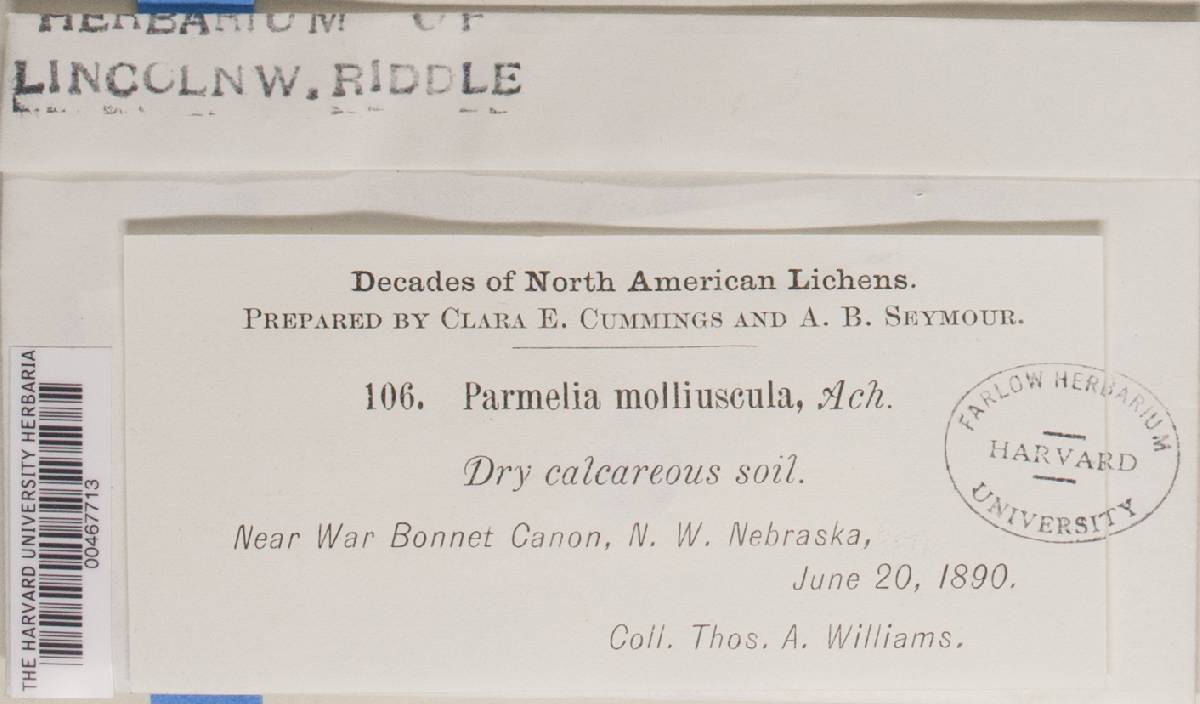 HERBARIUM OF
LINCOLN W. RIDDLE
Decades of North American Lichens.
PREPARED BY CLARA E. CUMMINGS AND A. B. SEYMOUR.
106. Parmelia molliuscula, Ach.
Dry calcareous soil.
Near War Bonnet Canon, N. W. Nebraska,
June 20, 1890.
Coll. Thos. A. Williams.
FARLOW HERBARIUM
HARVARD
UNIVERSITY
THE HARVARD UNIVERSITY HERBARIA
00467713